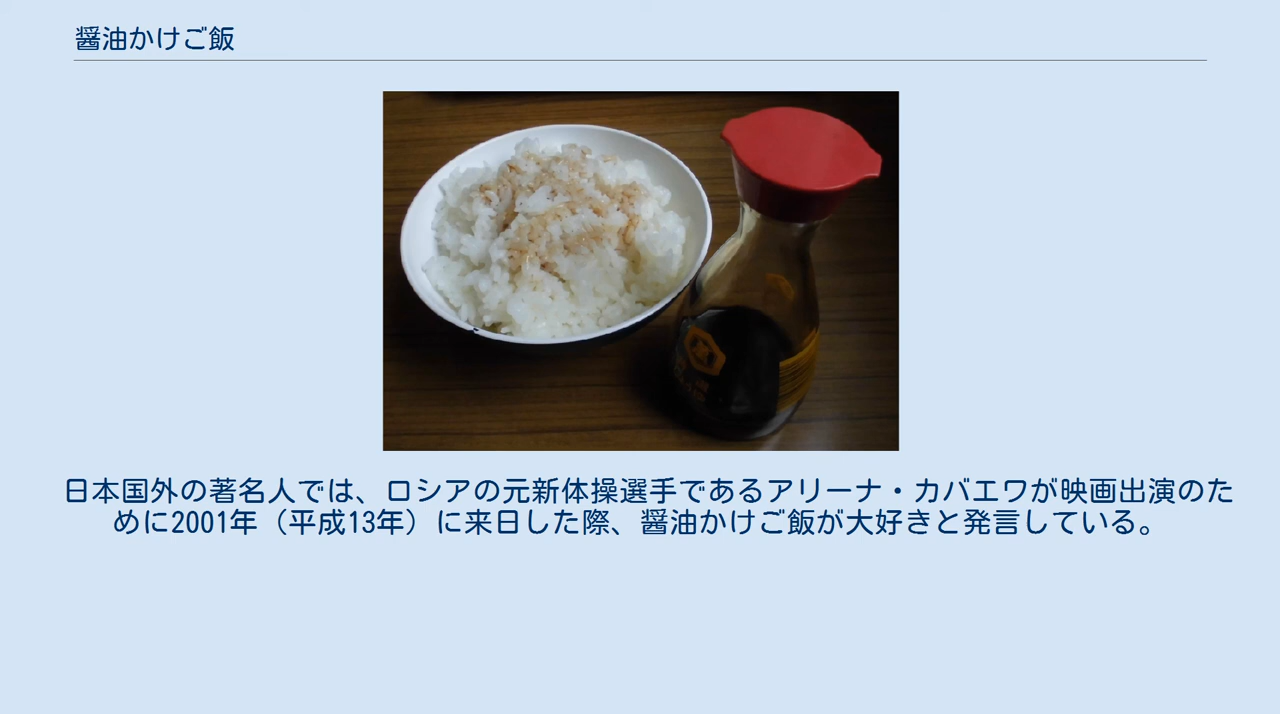 醤油かけご飯
日本国外の著名人では、ロシアの元新体操選手であるアリーナ・カバエワが映画出演のた
めに2001年（平成13年）に来日した際、醤油かけご飯が大好きと発言している。